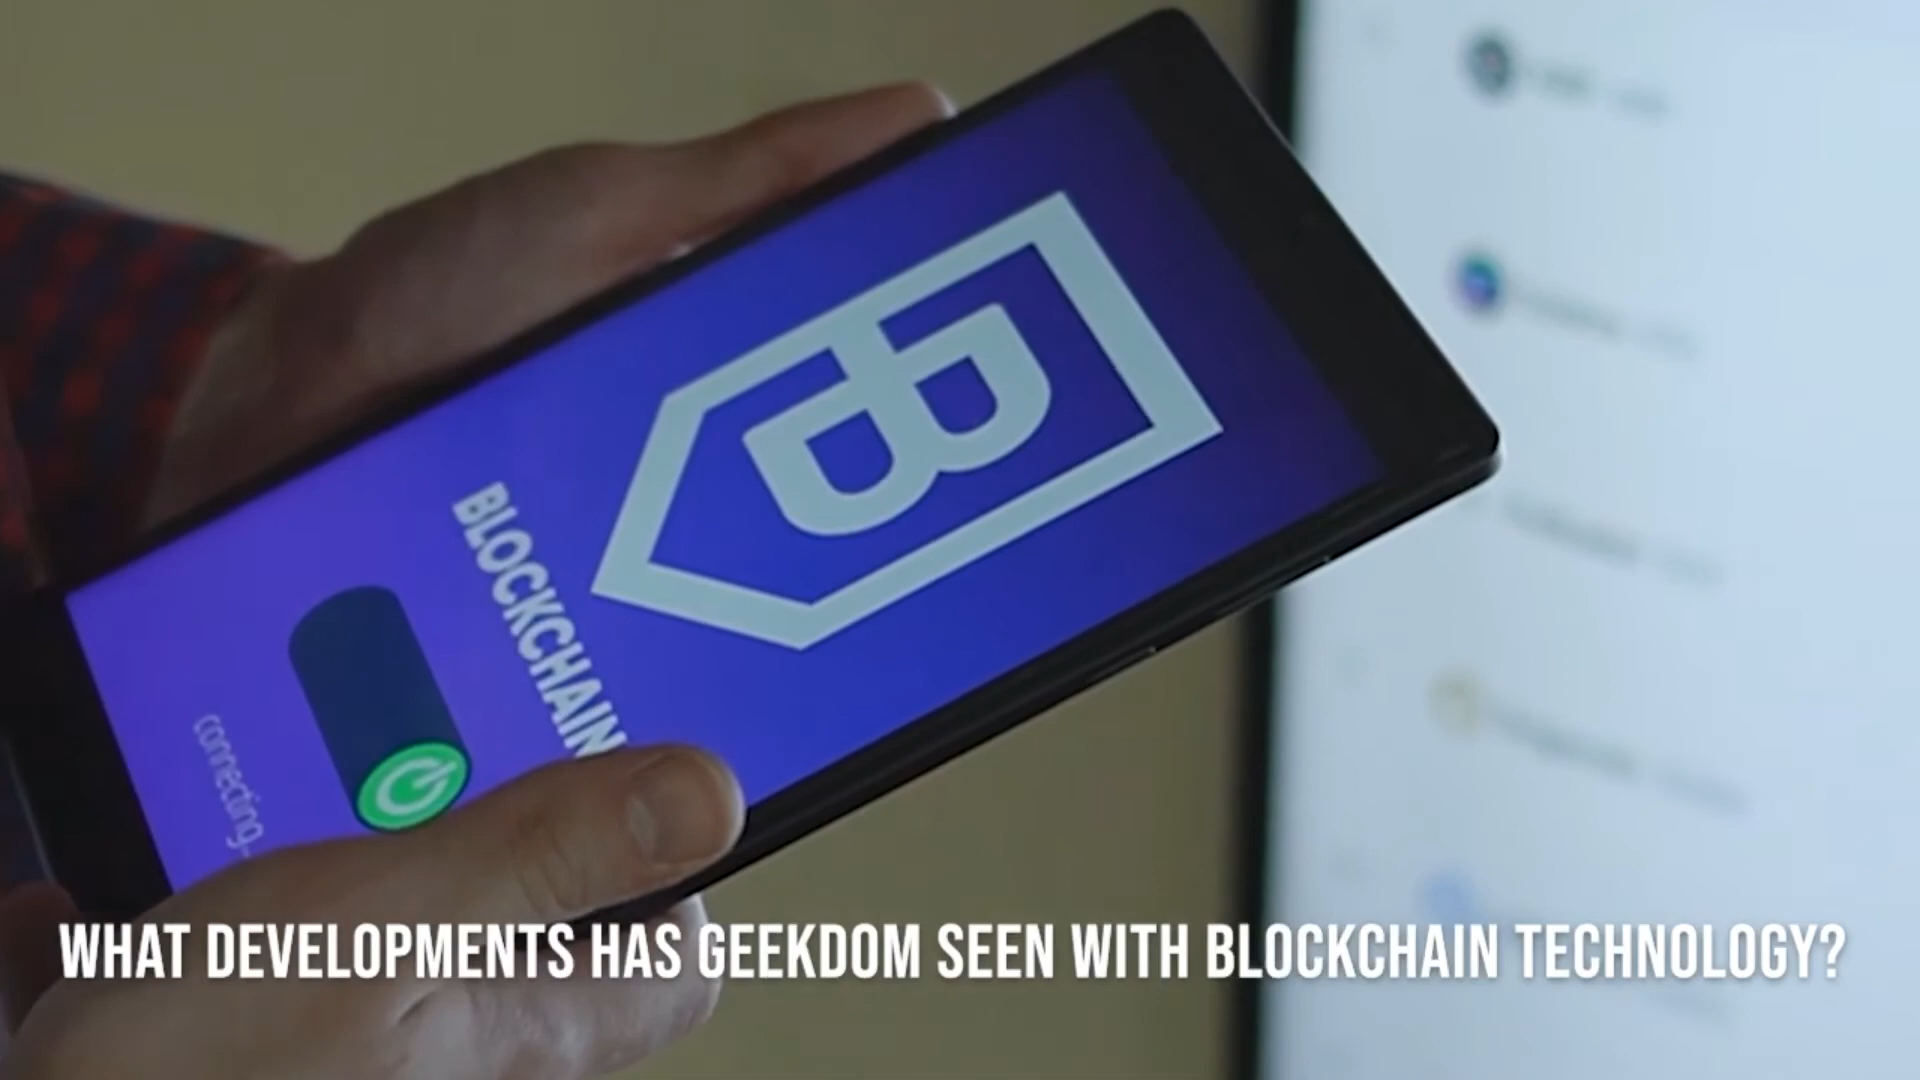 B
BLOCKCHAIN
connecting...
WHAT DEVELOPMENTS HAS GEEKDOM SEEN WITH BLOCKCHAIN TECHNOLOGY?